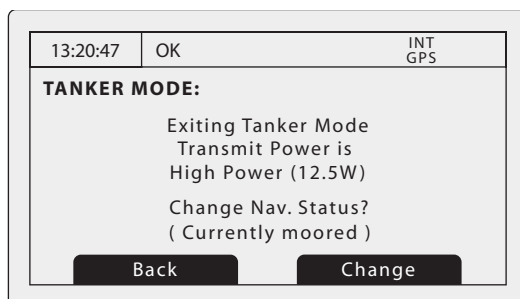 13:20:47 OK INT
GPS
TANKER MODE:
Exiting Tanker Mode
Transmit Power is
High Power (12.5W)
Change Nav. Status?
( Currently moored )
Back Change